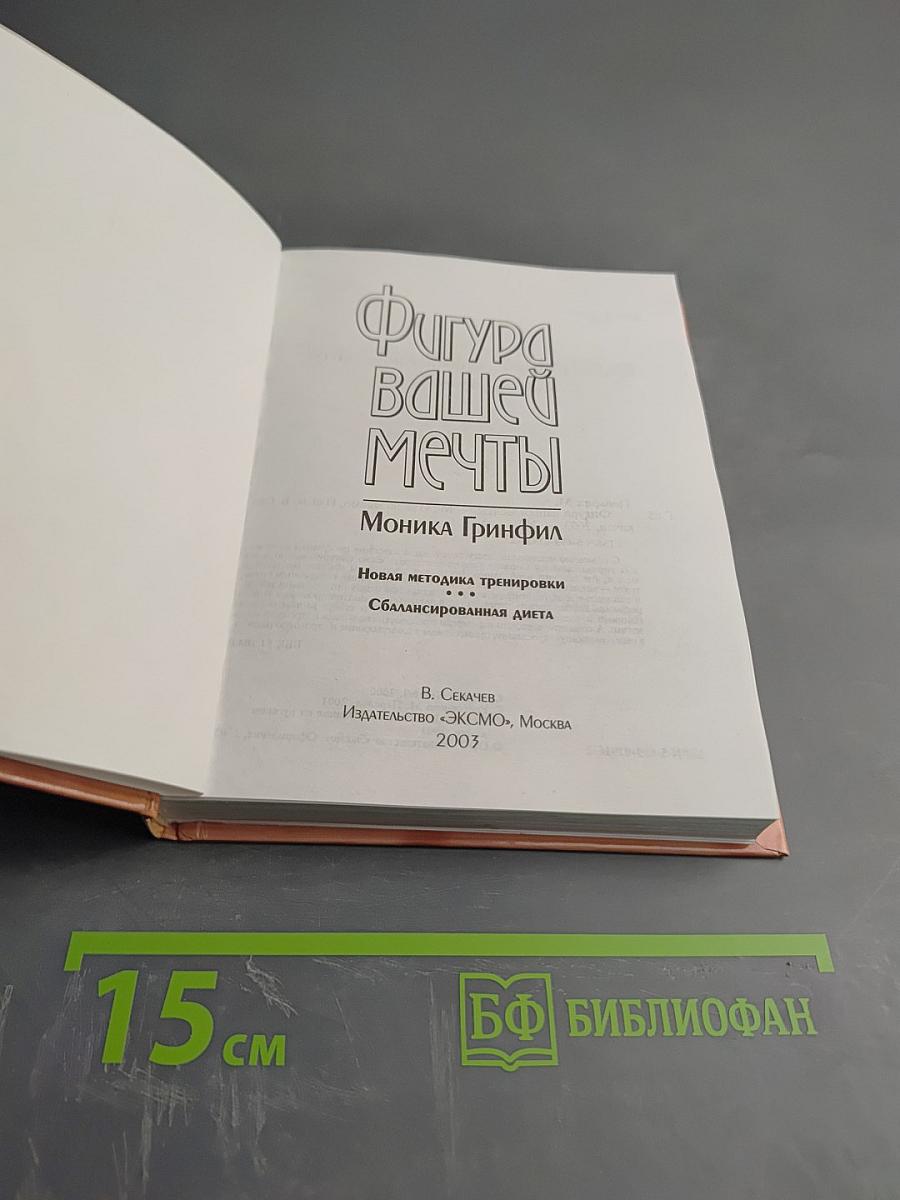 Фигура
вашей
мечты
Моника Гринфил
Новая методика тренировки
• • •
Сбалансированная диета
В. Секачев
Издательство «ЭКСМО», Москва
2003
15 см
БФ БИБЛИОФАН